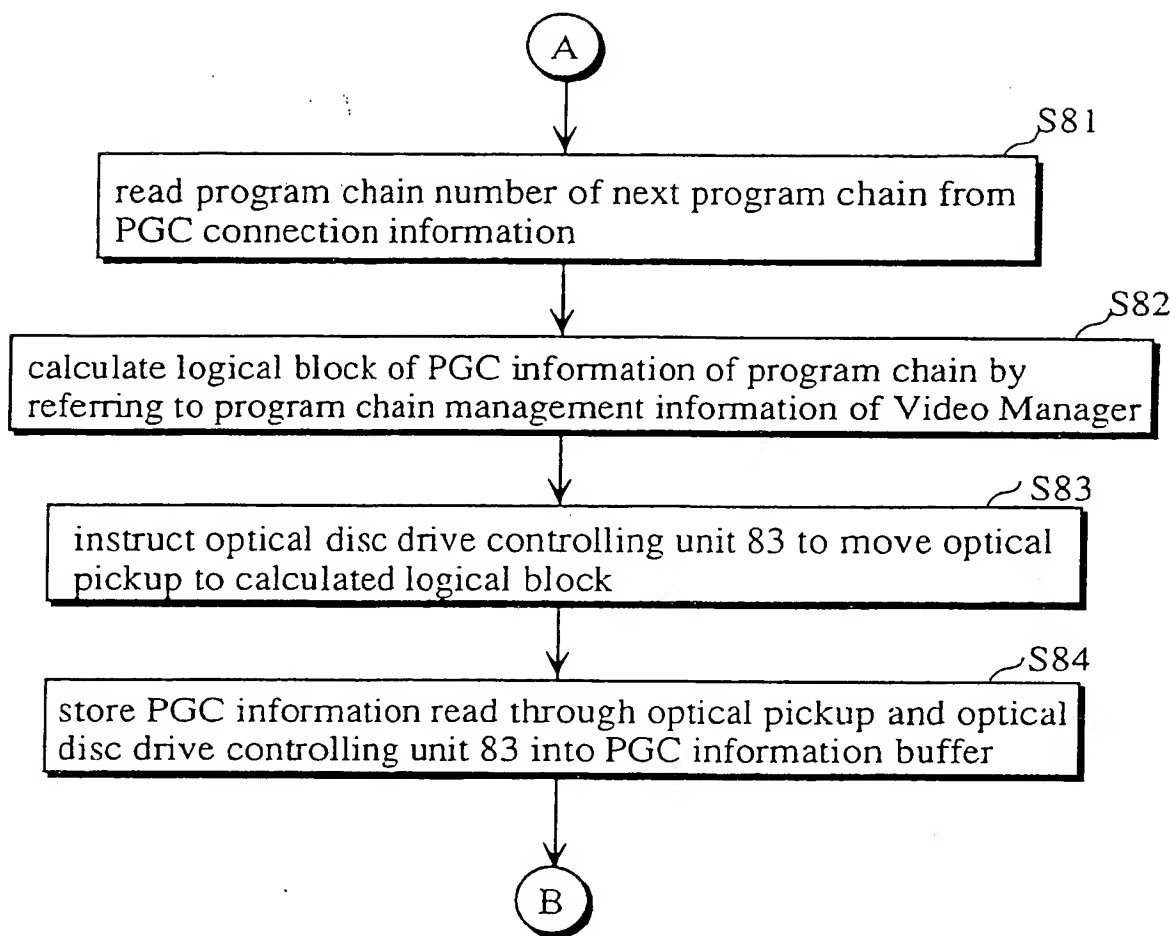 A
S81
read program chain number of next program chain from
PGC connection information
S82
calculate logical block of PGC information of program chain by
referring to program chain management information of Video Manager
S83
instruct optical disc drive controlling unit 83 to move optical
pickup to calculated logical block
S84
store PGC information read through optical pickup and optical
disc drive controlling unit 83 into PGC information buffer
B